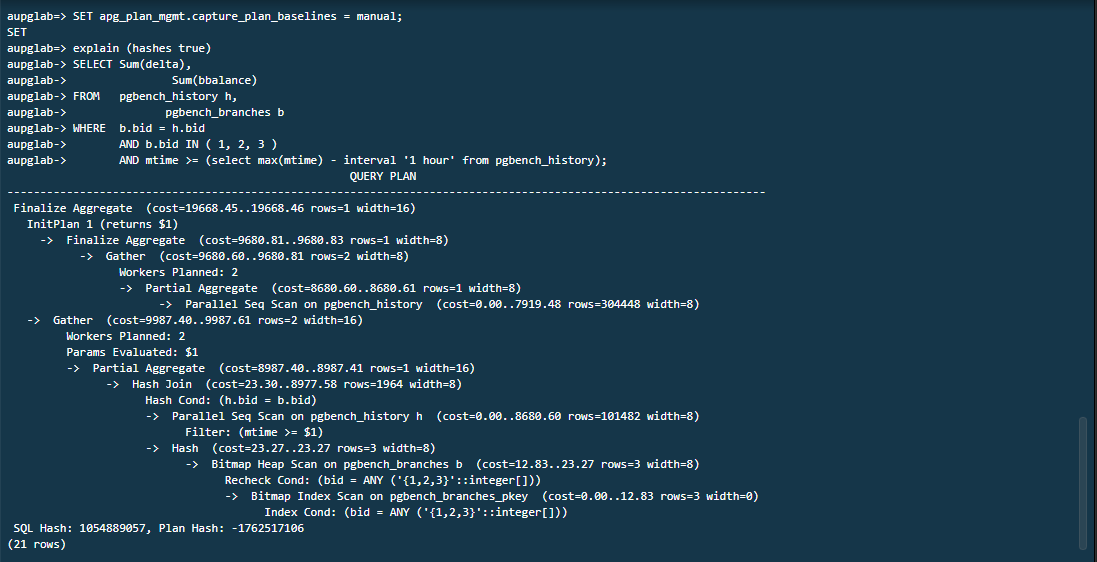 aupglab=> SET apg_plan_mgmt.capture_plan_baselines = manual;
SET
aupglab=> explain (hashes true)
aupglab-> SELECT Sum(delta),
aupglab->                Sum(bbalance)
aupglab-> FROM   pgbench_history h,
aupglab->               pgbench_branches b
aupglab-> WHERE  b.bid = h.bid
aupglab->        AND b.bid IN ( 1, 2, 3 )
aupglab->        AND mtime >= (select max(mtime) - interval '1 hour' from pgbench_history);
                                                    QUERY PLAN
-------------------------------------------------------------------------------------------------------------------
 Finalize Aggregate  (cost=19668.45..19668.46 rows=1 width=16)
   InitPlan 1 (returns $1)
     ->  Finalize Aggregate  (cost=9680.81..9680.83 rows=1 width=8)
           ->  Gather  (cost=9680.60..9680.81 rows=2 width=8)
                 Workers Planned: 2
                 ->  Partial Aggregate  (cost=8680.60..8680.61 rows=1 width=8)
                       ->  Parallel Seq Scan on pgbench_history  (cost=0.00..7919.48 rows=304448 width=8)
   ->  Gather  (cost=9987.40..9987.61 rows=2 width=16)
         Workers Planned: 2
         Params Evaluated: $1
         ->  Partial Aggregate  (cost=8987.40..8987.41 rows=1 width=16)
               ->  Hash Join  (cost=23.30..8977.58 rows=1964 width=8)
                     Hash Cond: (h.bid = b.bid)
                     ->  Parallel Seq Scan on pgbench_history h  (cost=0.00..8680.60 rows=101482 width=8)
                           Filter: (mtime >= $1)
                     ->  Hash  (cost=23.27..23.27 rows=3 width=8)
                           ->  Bitmap Heap Scan on pgbench_branches b  (cost=12.83..23.27 rows=3 width=8)
                                 Recheck Cond: (bid = ANY ('{1,2,3}'::integer[]))
                                 ->  Bitmap Index Scan on pgbench_branches_pkey  (cost=0.00..12.83 rows=3 width=0)
                                       Index Cond: (bid = ANY ('{1,2,3}'::integer[]))
 SQL Hash: 1054889057, Plan Hash: -1762517106
(21 rows)